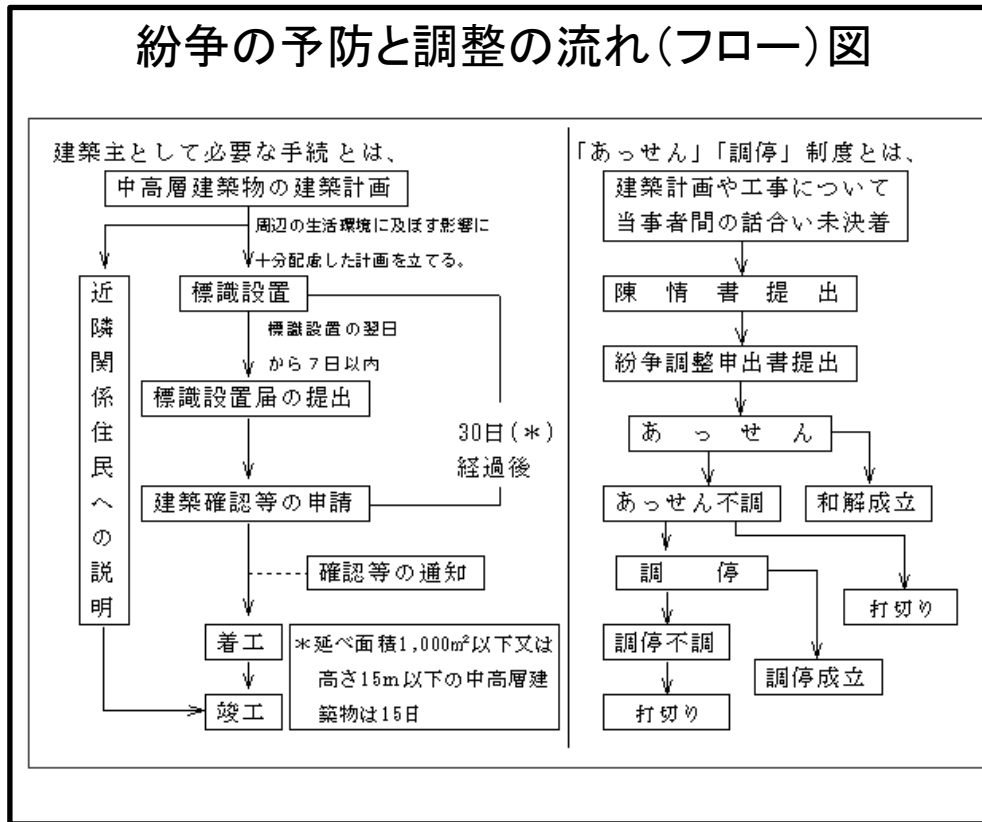 紛争の予防と調整の流れ(フロー)図
建築主として必要な手続とは、
中高層建築物の建築計画
周辺の生活環境に及ぼす影響に
十分配慮した計画を立てる。
近隣関係住民への説明
標識設置
標識設置の翌日
から7日以内
標識設置届の提出
30日(*)
経過後
建築確認等の申請
確認等の通知
着工
竣工
*延べ面積1,000㎡以下又は
高さ15m以下の中高層建
築物は15日
「あっせん」「調停」制度とは、
建築計画や工事について
当事者間の話合い未決着
陳情書提出
紛争調整申出書提出
あっせん
あっせん不調
和解成立
調停
打切り
調停不調
調停成立
打切り